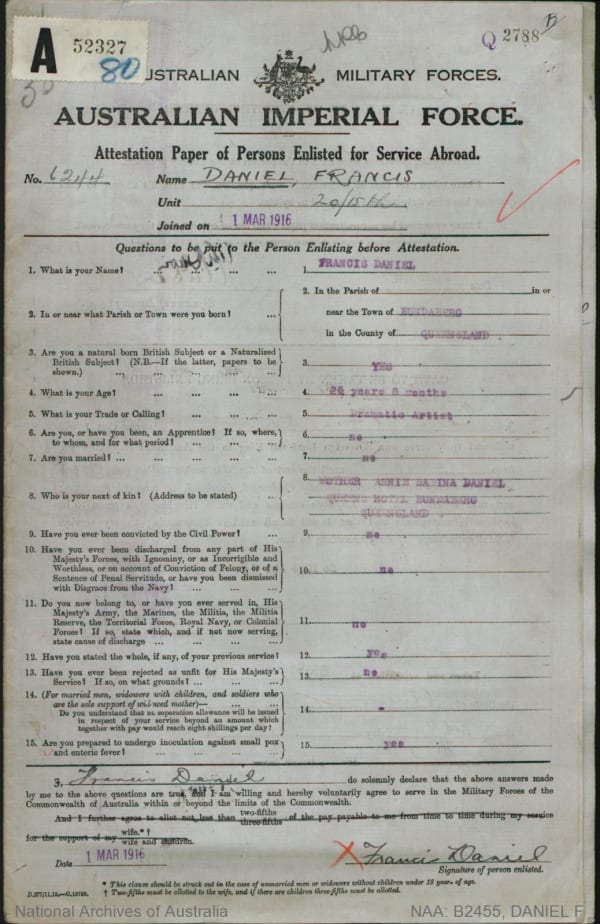 A 52327
80
Q 2788
AUSTRALIAN MILITARY FORCES.
AUSTRALIAN IMPERIAL FORCE.
Attestation Paper of Persons Enlisted for Service Abroad.
No. 6244 Name DANIEL, FRANCIS
Unit 20/15th
Joined on 1 MAR 1916
Questions to be put to the Person Enlisting before Attestation.
1. What is your Name? ... ... ... ... 1. FRANCIS DANIEL
2. In or near what Parish or Town were you born? ... 2. In the Parish of in or
near the Town of BUNDABERG
in the County of QUEENSLAND
3. Are you a natural born British Subject or a Naturalized
British Subject? (N.B.—If the latter, papers to be
shown.) ... ... ... ... 3. YES
4. What is your Age? ... ... ... 4. 26 years 8 months
5. What is your Trade or Calling? ... ... ... 5. Dramatic Artist
6. Are you, or have you been, an Apprentice? If so, where,
to whom, and for what period? ... ... ... 6. no
7. Are you married? ... ... ... ... 7. no
8. Who is your next of kin? (Address to be stated) ... 8. MOTHER ANNIE SABINA DANIEL
QUEENS HOTEL BUNDABERG
QUEENSLAND
9. Have you ever been convicted by the Civil Power? ... 9. no
10. Have you ever been discharged from any part of His
Majesty's Forces, with Ignominy, or as Incorrigible and
Worthless, or on account of Conviction of Felony, or of a
Sentence of Penal Servitude, or have you been dismissed
with Disgrace from the Navy? ... ... ... 10. no
11. Do you now belong to, or have you ever served in, His
Majesty's Army, the Marines, the Militia, the Militia
Reserve, the Territorial Force, Royal Navy, or Colonial
Forces? If so, state which, and if not now serving,
state cause of discharge ... ... ... ... 11. no
12. Have you stated the whole, if any, of your previous service? 12. yes
13. Have you ever been rejected as unfit for His Majesty's
Service? If so, on what grounds? ... ... ... 13. no
14. (For married men, widowers with children, and soldiers who
are the sole support of widowed mother)—
Do you understand that no separation allowance will be issued
in respect of your service beyond an amount which
together with pay would reach eight shillings per day? 14. -
15. Are you prepared to undergo inoculation against small pox
and enteric fever? ... ... ... 15. yes
I, Francis Daniel do solemnly declare that the above answers made
by me to the above questions are true, and I am willing and hereby voluntarily agree to serve in the Military Forces of the
Commonwealth of Australia within or beyond the limits of the Commonwealth.
And I further agree to allot not less than two-fifths three-fifths of the pay payable to me from time to time during my service
for the support of my wife.*†
wife and children.
Date 1 MAR 1916 X Francis Daniel
Signature of person enlisted.
* This clause should be struck out in the case of unmarried men or widowers without children under 18 years of age.
† Two-fifths must be allotted to the wife, and if there are children three-fifths must be allotted.
National Archives of Australia NAA: B2455, DANIEL F